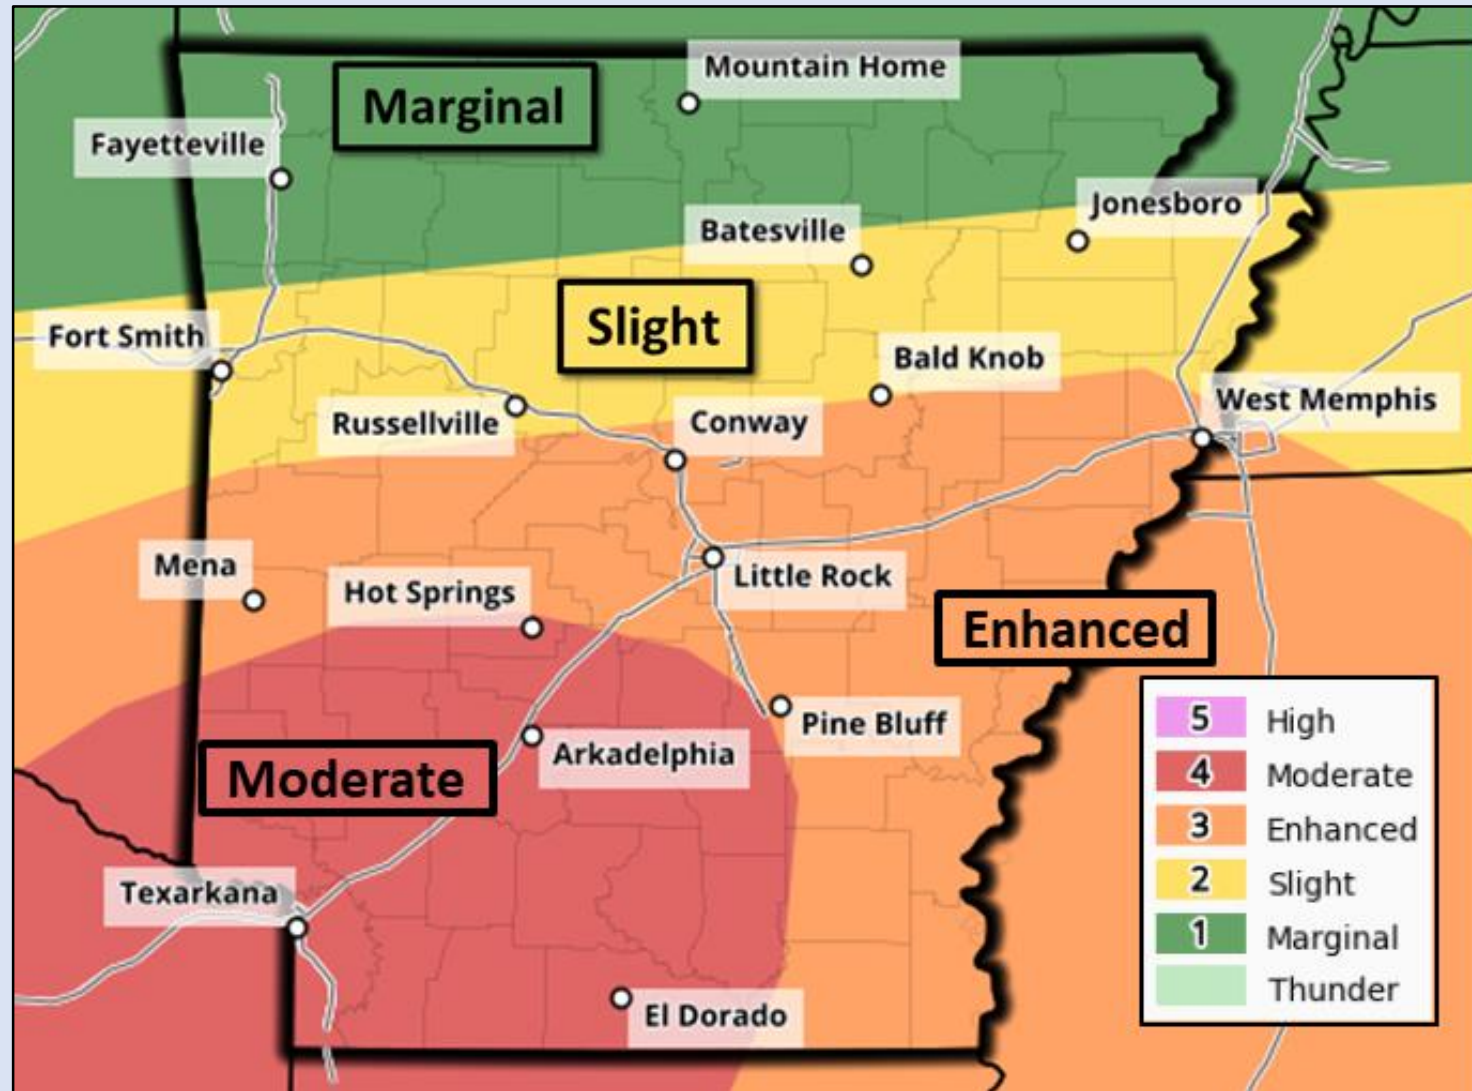 Mountain Home
Marginal
Fayetteville
Jonesboro
Batesville
Slight
Fort Smith
Bald Knob
West Memphis
Russellville
Conway
Mena
Hot Springs
Little Rock
Enhanced
Pine Bluff
Arkadelphia
Moderate
Texarkana
El Dorado
5 High
4 Moderate
3 Enhanced
2 Slight
1 Marginal
Thunder